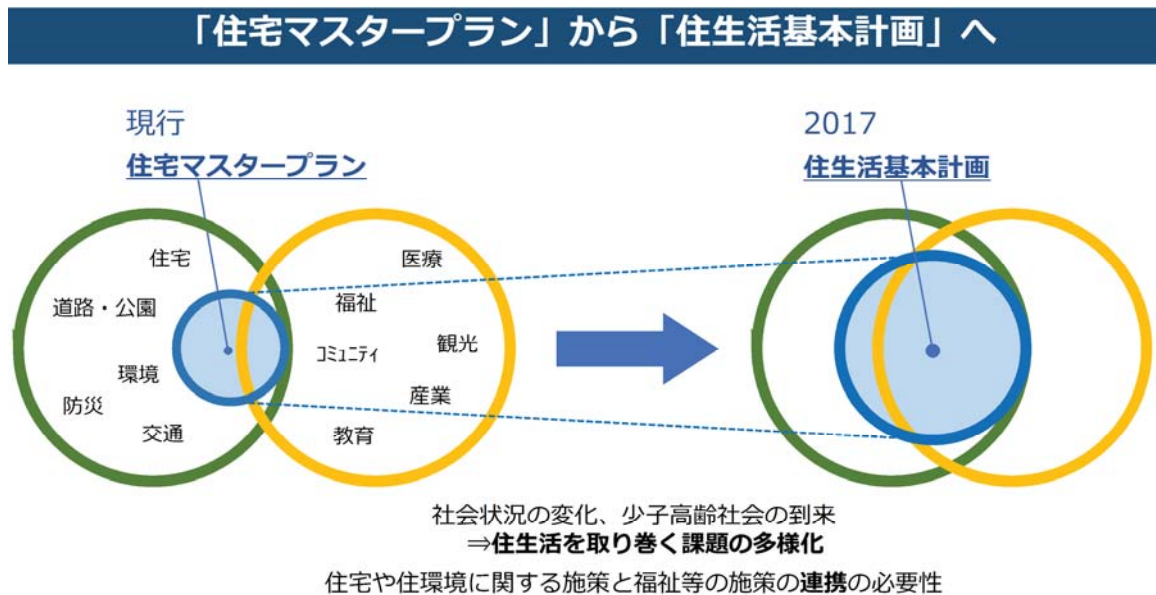 「住宅マスタープラン」から「住生活基本計画」へ
現行
住宅マスタープラン
2017
住生活基本計画
住宅
道路・公園
環境
防災
交通
医療
福祉
観光
ｺﾐｭﾆﾃｨ
産業
教育
社会状況の変化、少子高齢社会の到来
⇒住生活を取り巻く課題の多様化
住宅や住環境に関する施策と福祉等の施策の連携の必要性